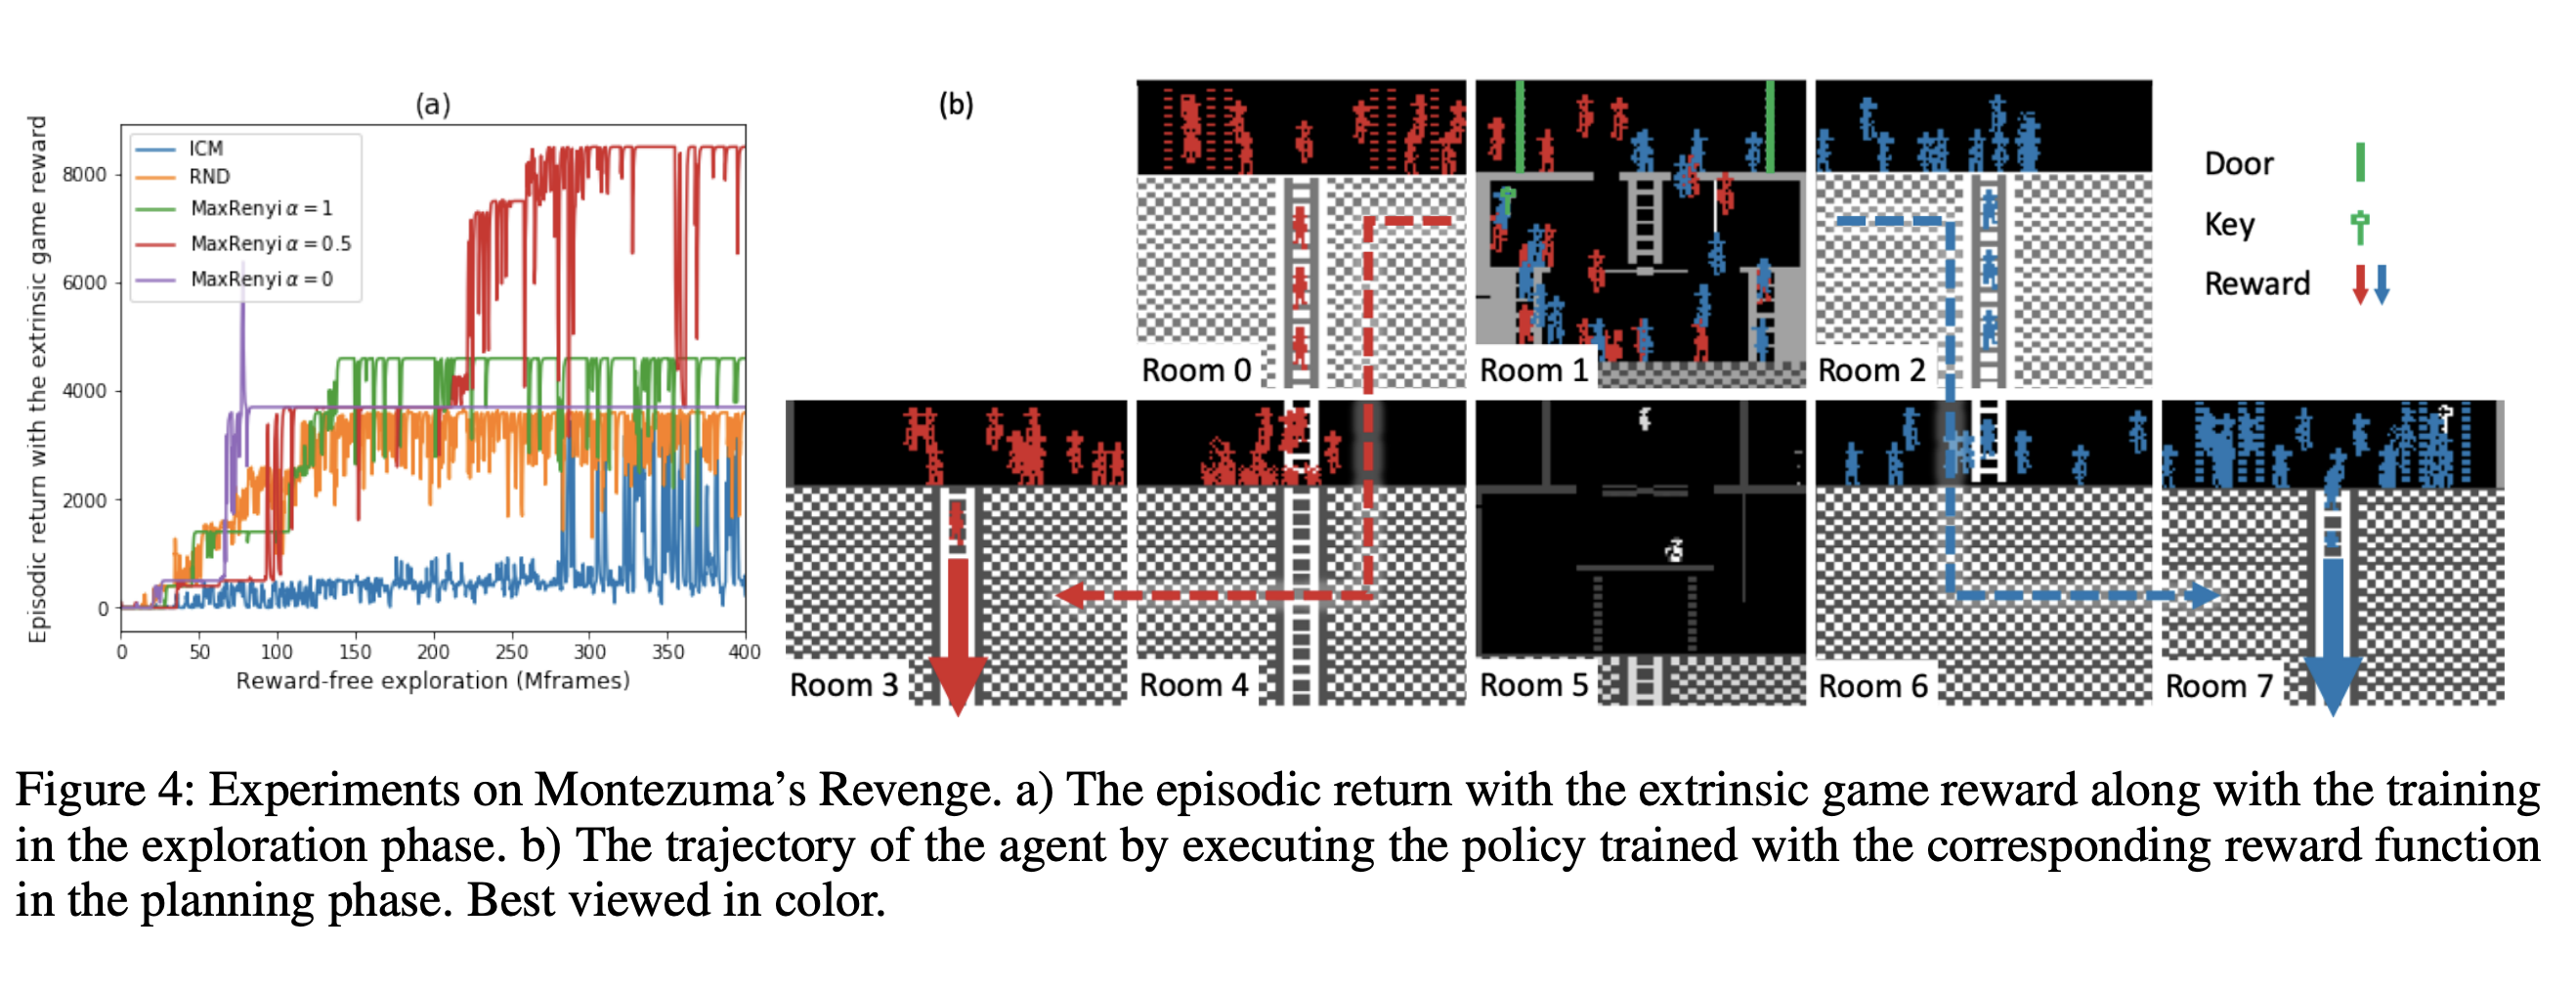 (a)
Episodic return with the extrinsic game reward
8000
6000
4000
2000
0
ICM
RND
MaxRenyi α = 1
MaxRenyi α = 0.5
MaxRenyi α = 0
0 50 100 150 200 250 300 350 400
Reward-free exploration (Mframes)
(b)
Room 0
Room 1
Room 2
Door
Key
Reward
Room 3
Room 4
Room 5
Room 6
Room 7
Figure 4: Experiments on Montezuma's Revenge. a) The episodic return with the extrinsic game reward along with the training
in the exploration phase. b) The trajectory of the agent by executing the policy trained with the corresponding reward function
in the planning phase. Best viewed in color.